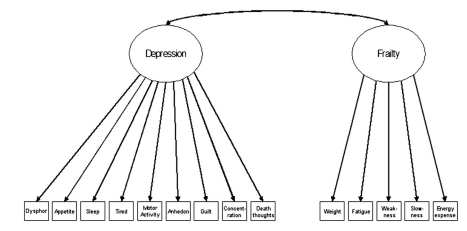 Depression
Frailty
Dysphor
Appetite
Sleep
Tired
Motor
Activity
Anhedon
Guilt
Concent-
ration
Death
thoughts
Weight
Fatigue
Weak-
ness
Slow-
ness
Energy
expense